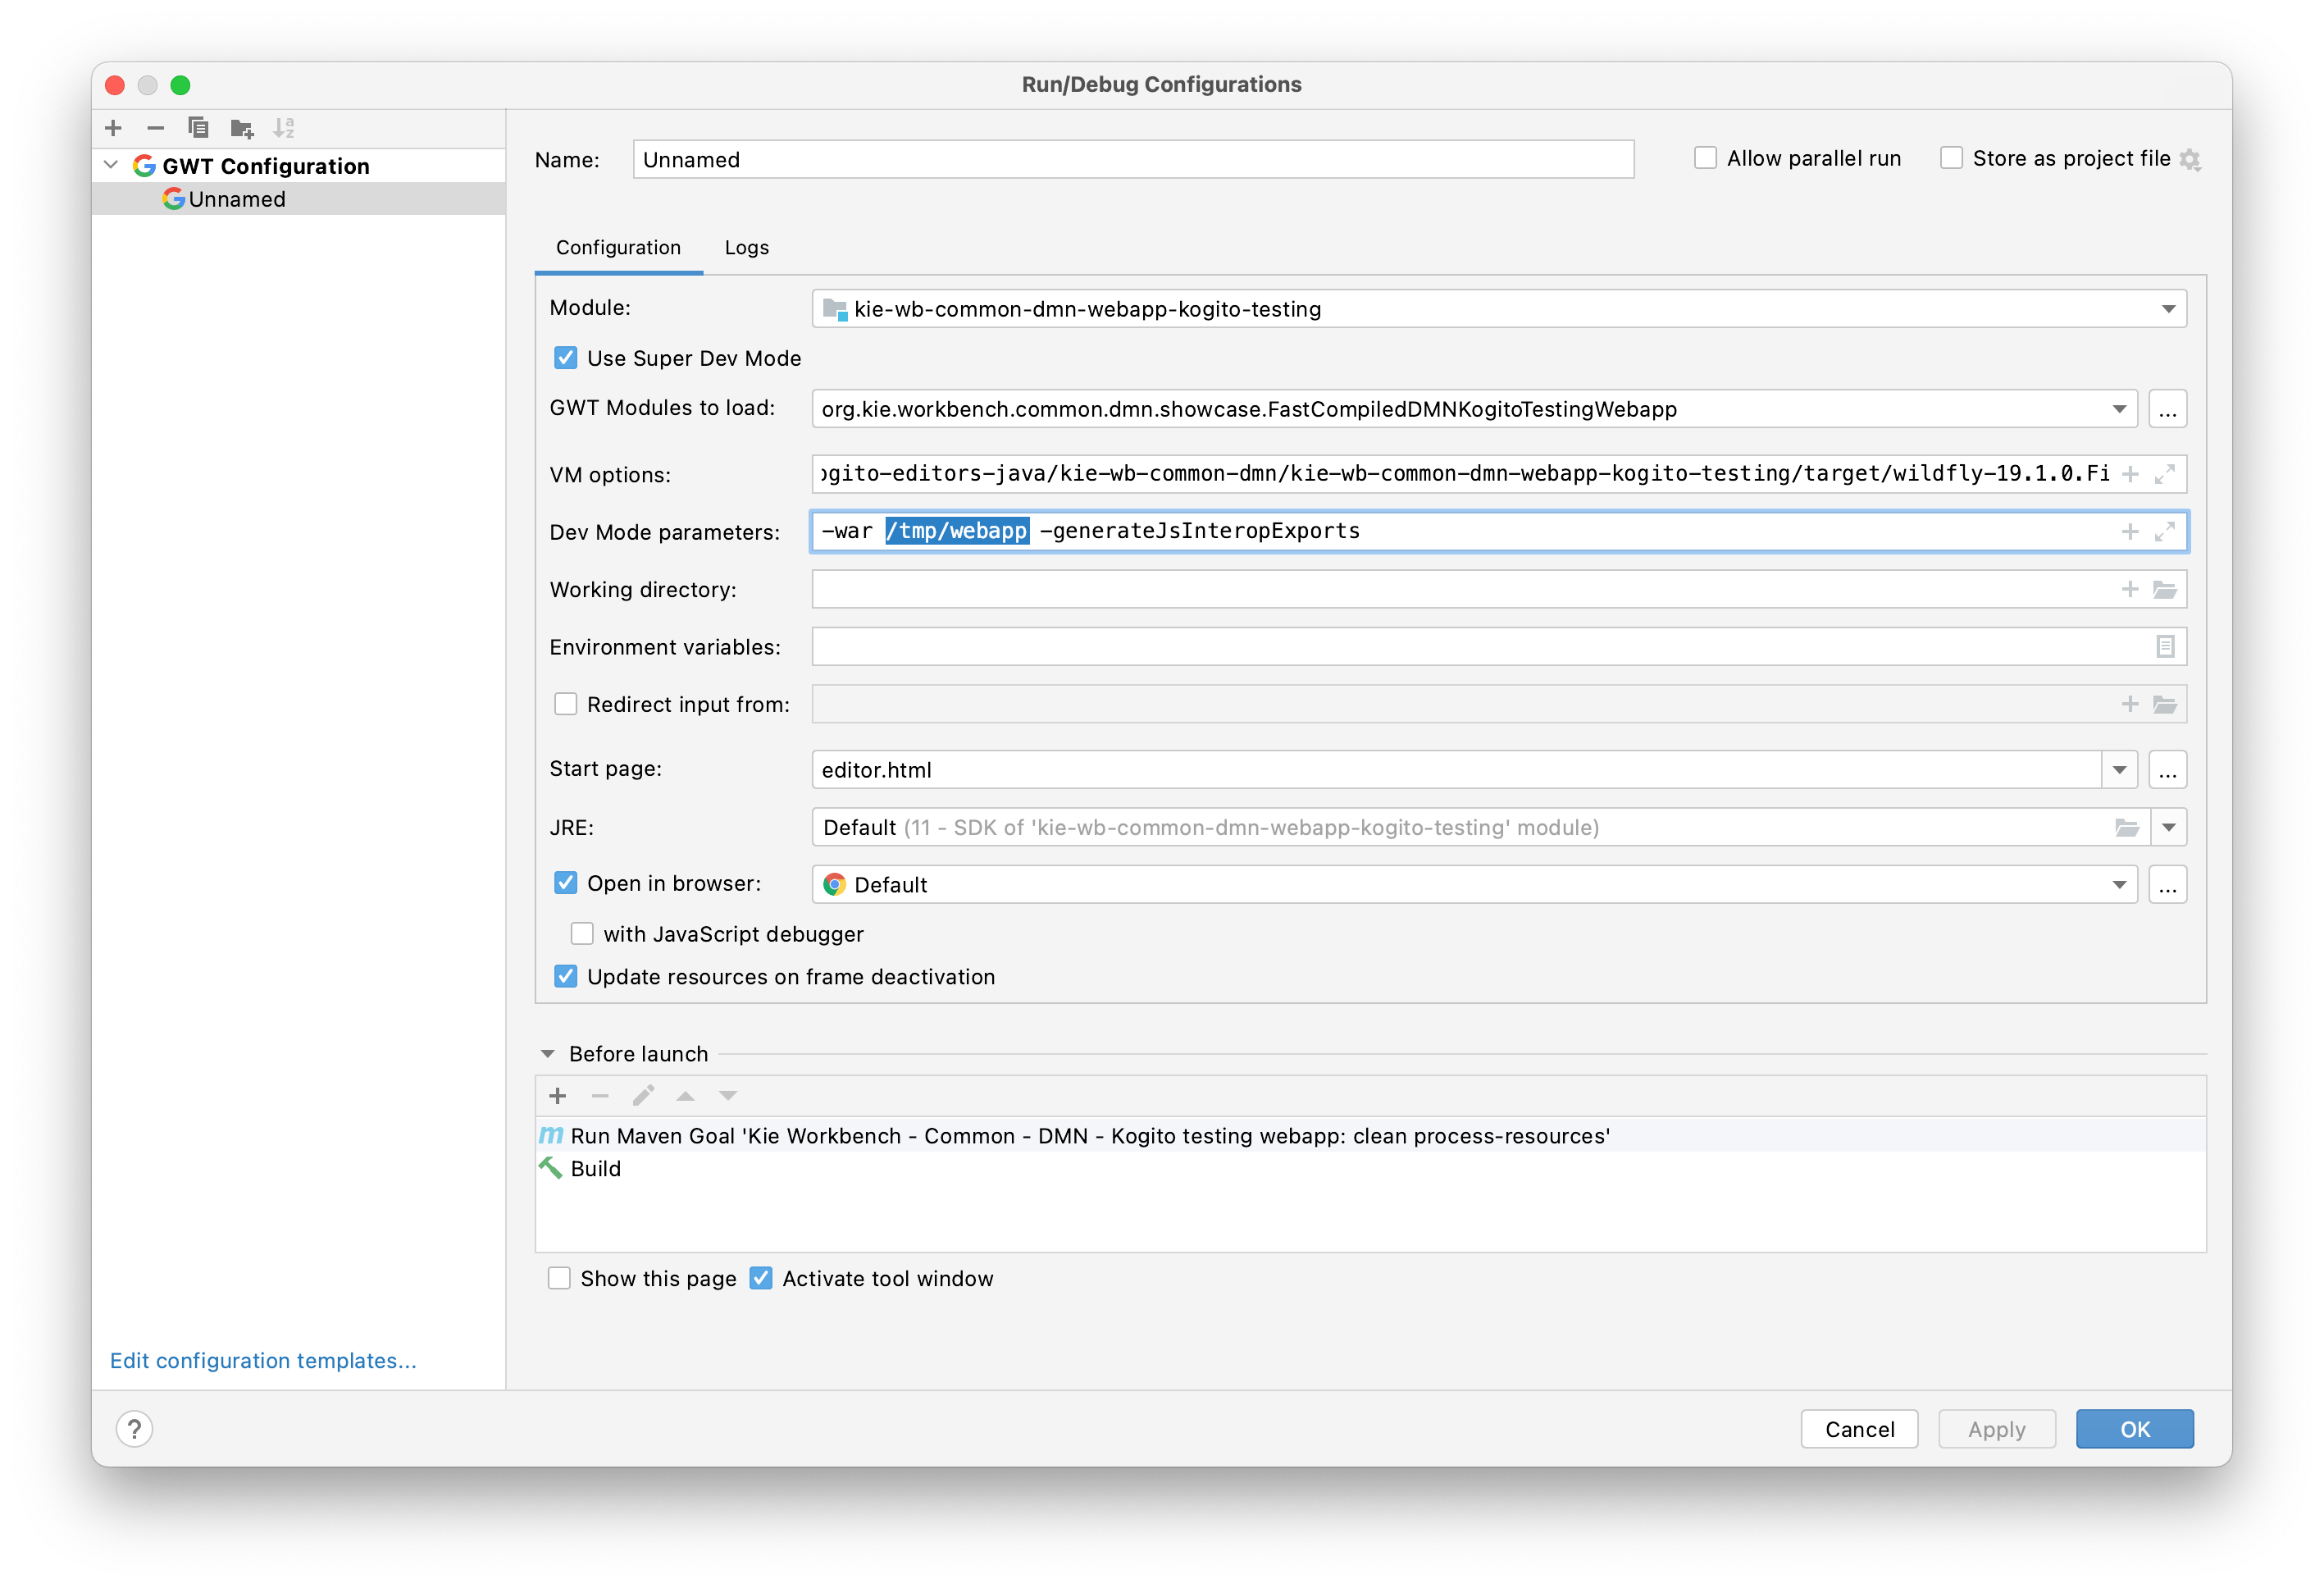 Run/Debug Configurations
GWT Configuration
Unnamed
Name: Unnamed
Allow parallel run
Store as project file
Configuration Logs
Module: kie-wb-common-dmn-webapp-kogito-testing
Use Super Dev Mode
GWT Modules to load: org.kie.workbench.common.dmn.showcase.FastCompiledDMNKogitoTestingWebapp ...
VM options: ogito-editors-java/kie-wb-common-dmn/kie-wb-common-dmn-webapp-kogito-testing/target/wildfly-19.1.0.Fi
Dev Mode parameters: -war /tmp/webapp -generateJsInteropExports
Working directory:
Environment variables:
Redirect input from:
Start page: editor.html ...
JRE: Default (11 - SDK of 'kie-wb-common-dmn-webapp-kogito-testing' module)
Open in browser: Default ...
with JavaScript debugger
Update resources on frame deactivation
Before launch
Run Maven Goal 'Kie Workbench - Common - DMN - Kogito testing webapp: clean process-resources'
Build
Show this page Activate tool window
Edit configuration templates...
? Cancel Apply OK